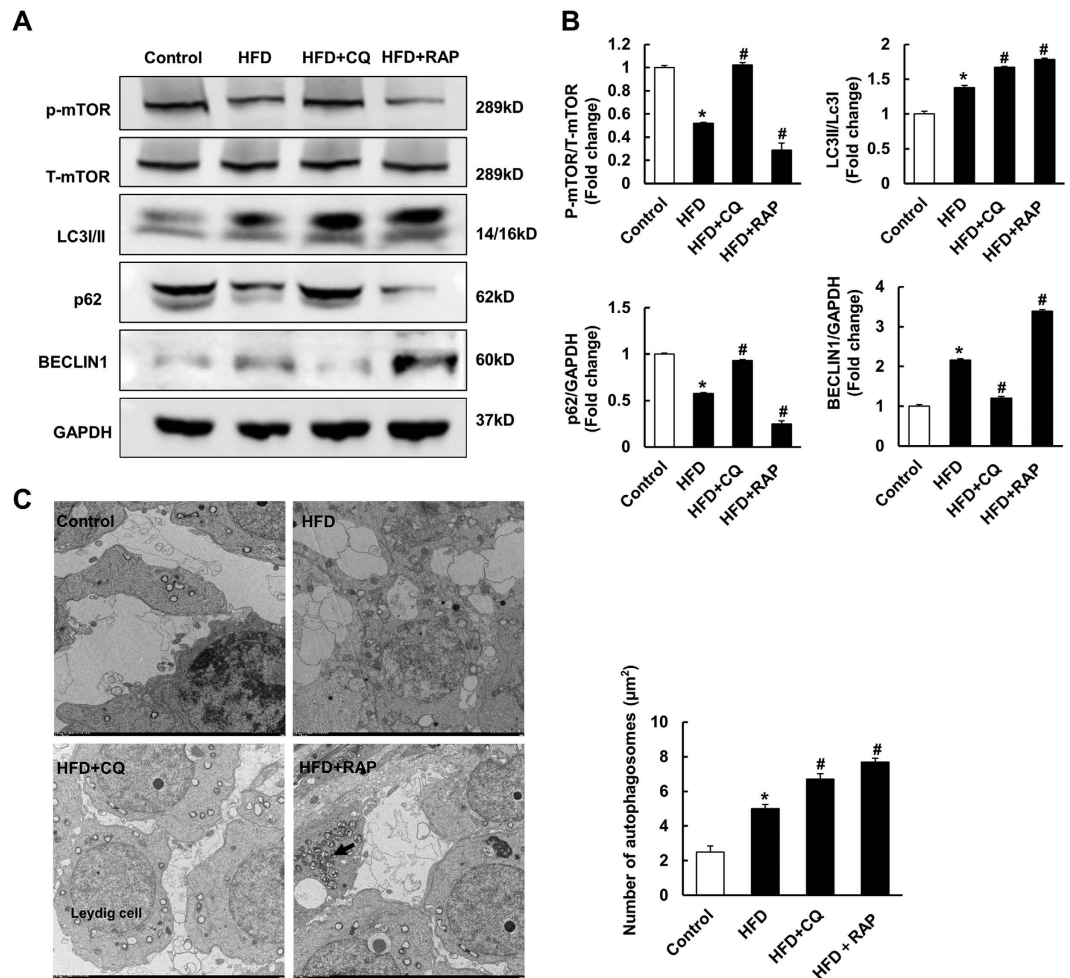 A
Control HFD HFD+CQ HFD+RAP
p-mTOR 289kD
T-mTOR 289kD
LC3I/II 14/16kD
p62 62kD
BECLIN1 60kD
GAPDH 37kD
B
P-mTOR/T-mTOR
(Fold change)
1.2
1
0.8
0.6
0.4
0.2
0
* # #
Control HFD HFD+CQ HFD+RAP
LC3II/Lc3I
(Fold change)
2
1.5
1
0.5
0
* # #
Control HFD HFD+CQ HFD+RAP
p62/GAPDH
(Fold change)
1.5
1
0.5
0
* # #
Control HFD HFD+CQ HFD+RAP
BECLIN1/GAPDH
(Fold change)
4
3
2
1
0
* # #
Control HFD HFD+CQ HFD+RAP
C
Control HFD
HFD+CQ HFD+RAP
Leydig cell
Number of autophagosomes (μm²)
10
8
6
4
2
0
* # #
Control HFD HFD+CQ HFD + RAP